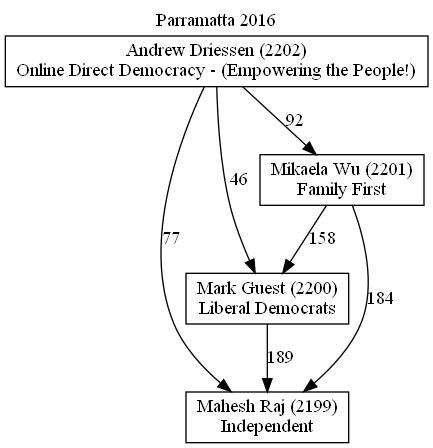 Parramatta 2016
Andrew Driessen (2202)
Online Direct Democracy - (Empowering the People!)
92
Mikaela Wu (2201)
Family First
46
77
158
Mark Guest (2200)
Liberal Democrats
184
189
Mahesh Raj (2199)
Independent